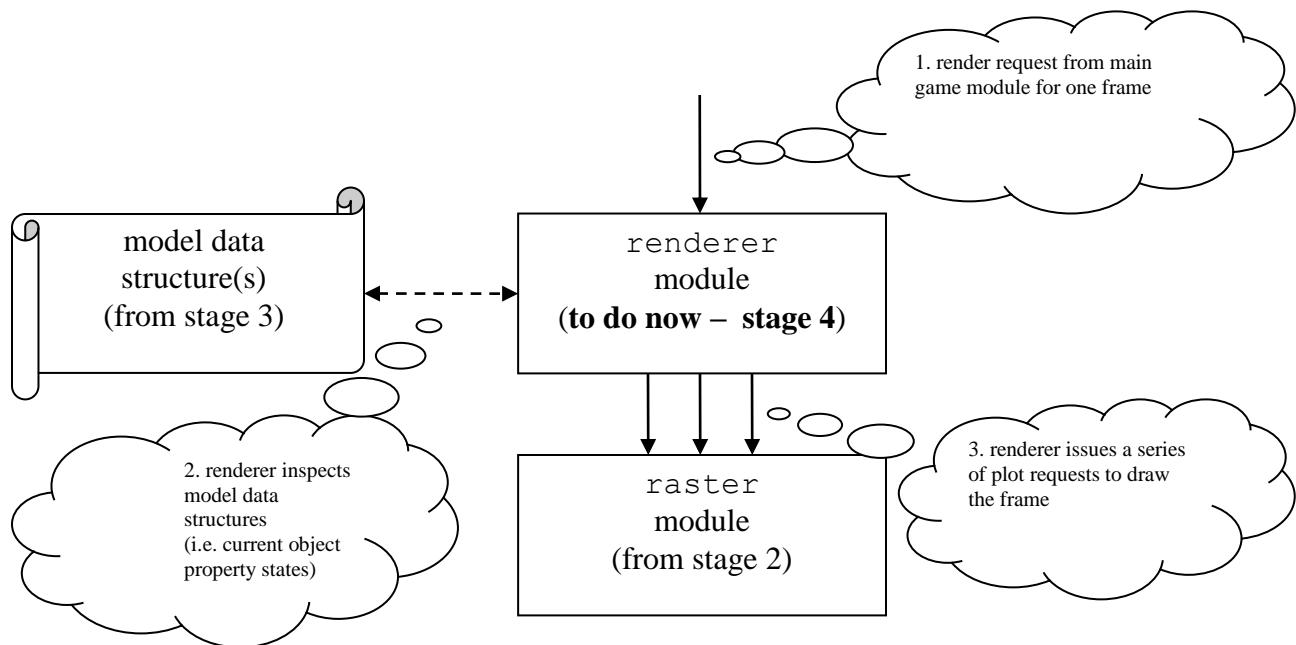 1. render request from main
game module for one frame
model data
structure(s)
(from stage 3)
renderer
module
(to do now – stage 4)
2. renderer inspects
model data
structures
(i.e. current object
property states)
raster
module
(from stage 2)
3. renderer issues a series
of plot requests to draw
the frame